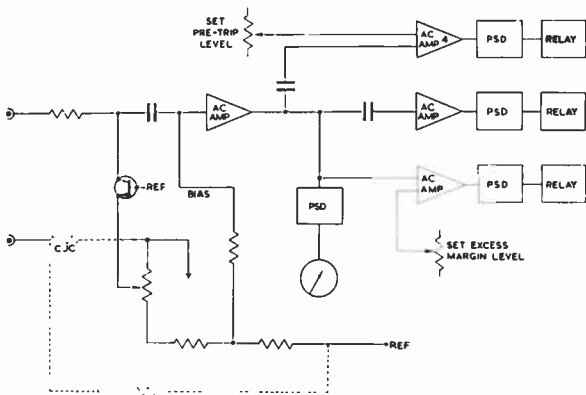 SET
PRE-TRIP
LEVEL
AC
AMP 4
PSD
RELAY
AC
AMP
AC
AMP
PSD
RELAY
REF
BIAS
PSD
AC
AMP
PSD
RELAY
CJC
SET EXCESS
MARGIN LEVEL
REF